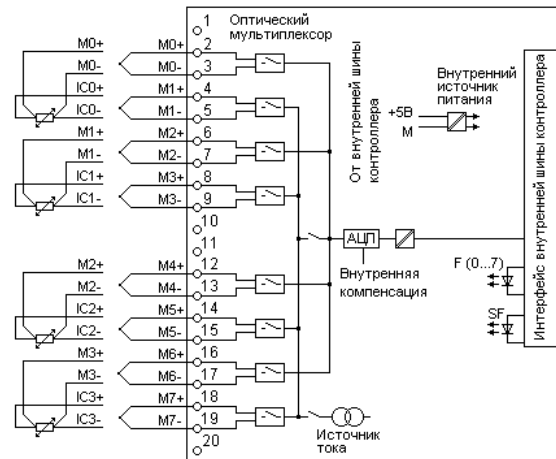 1
Оптический
мультиплексор
M0+ M0+ 2
M0- M0- 3
IC0+ M1+ 4
IC0- M1- 5
M1+ M2+ 6
M1- M2- 7
IC1+ M3+ 8
IC1- M3- 9
10
11
M2+ M4+ 12
M2- M4- 13
IC2+ M5+ 14
IC2- M5- 15
M3+ M6+ 16
M3- M6- 17
IC3+ M7+ 18
IC3- M7- 19
20
От внутренней шины
контроллера
Внутренний
источник
питания
+5В
М
АЦП
Внутренняя
компенсация
F (0...7)
SF
Источник
тока
Интерфейс внутренней шины контроллера